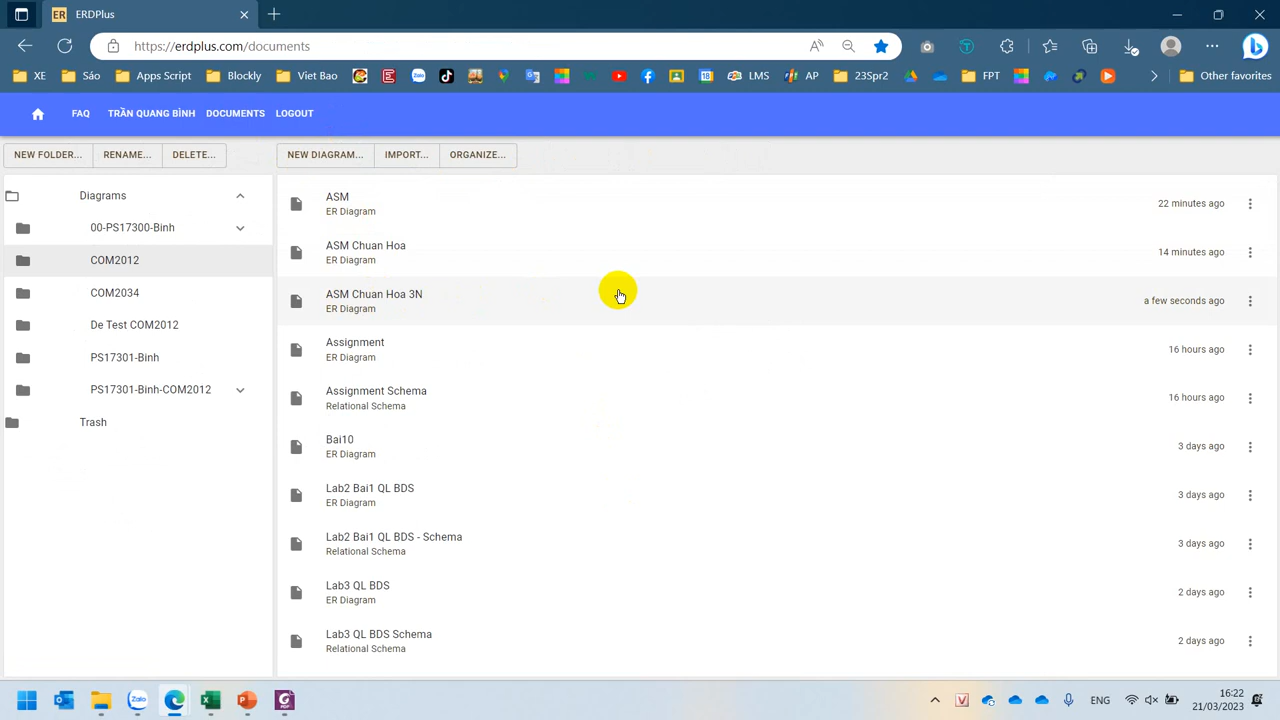 ERDPlus
https://erdplus.com/documents
XE
Sáo
Apps Script
Blockly
Viet Bao
LMS
AP
23Spr2
FPT
Other favorites
FAQ
TRẦN QUANG BÌNH
DOCUMENTS
LOGOUT
NEW FOLDER...
RENAME...
DELETE...
NEW DIAGRAM...
IMPORT...
ORGANIZE...
Diagrams
00-PS17300-Binh
COM2012
COM2034
De Test COM2012
PS17301-Binh
PS17301-Binh-COM2012
Trash
ASM
ER Diagram
22 minutes ago
ASM Chuan Hoa
ER Diagram
14 minutes ago
ASM Chuan Hoa 3N
ER Diagram
a few seconds ago
Assignment
ER Diagram
16 hours ago
Assignment Schema
Relational Schema
16 hours ago
Bai10
ER Diagram
3 days ago
Lab2 Bai1 QL BDS
ER Diagram
3 days ago
Lab2 Bai1 QL BDS - Schema
Relational Schema
3 days ago
Lab3 QL BDS
ER Diagram
2 days ago
Lab3 QL BDS Schema
Relational Schema
2 days ago
ENG
16:22
21/03/2023